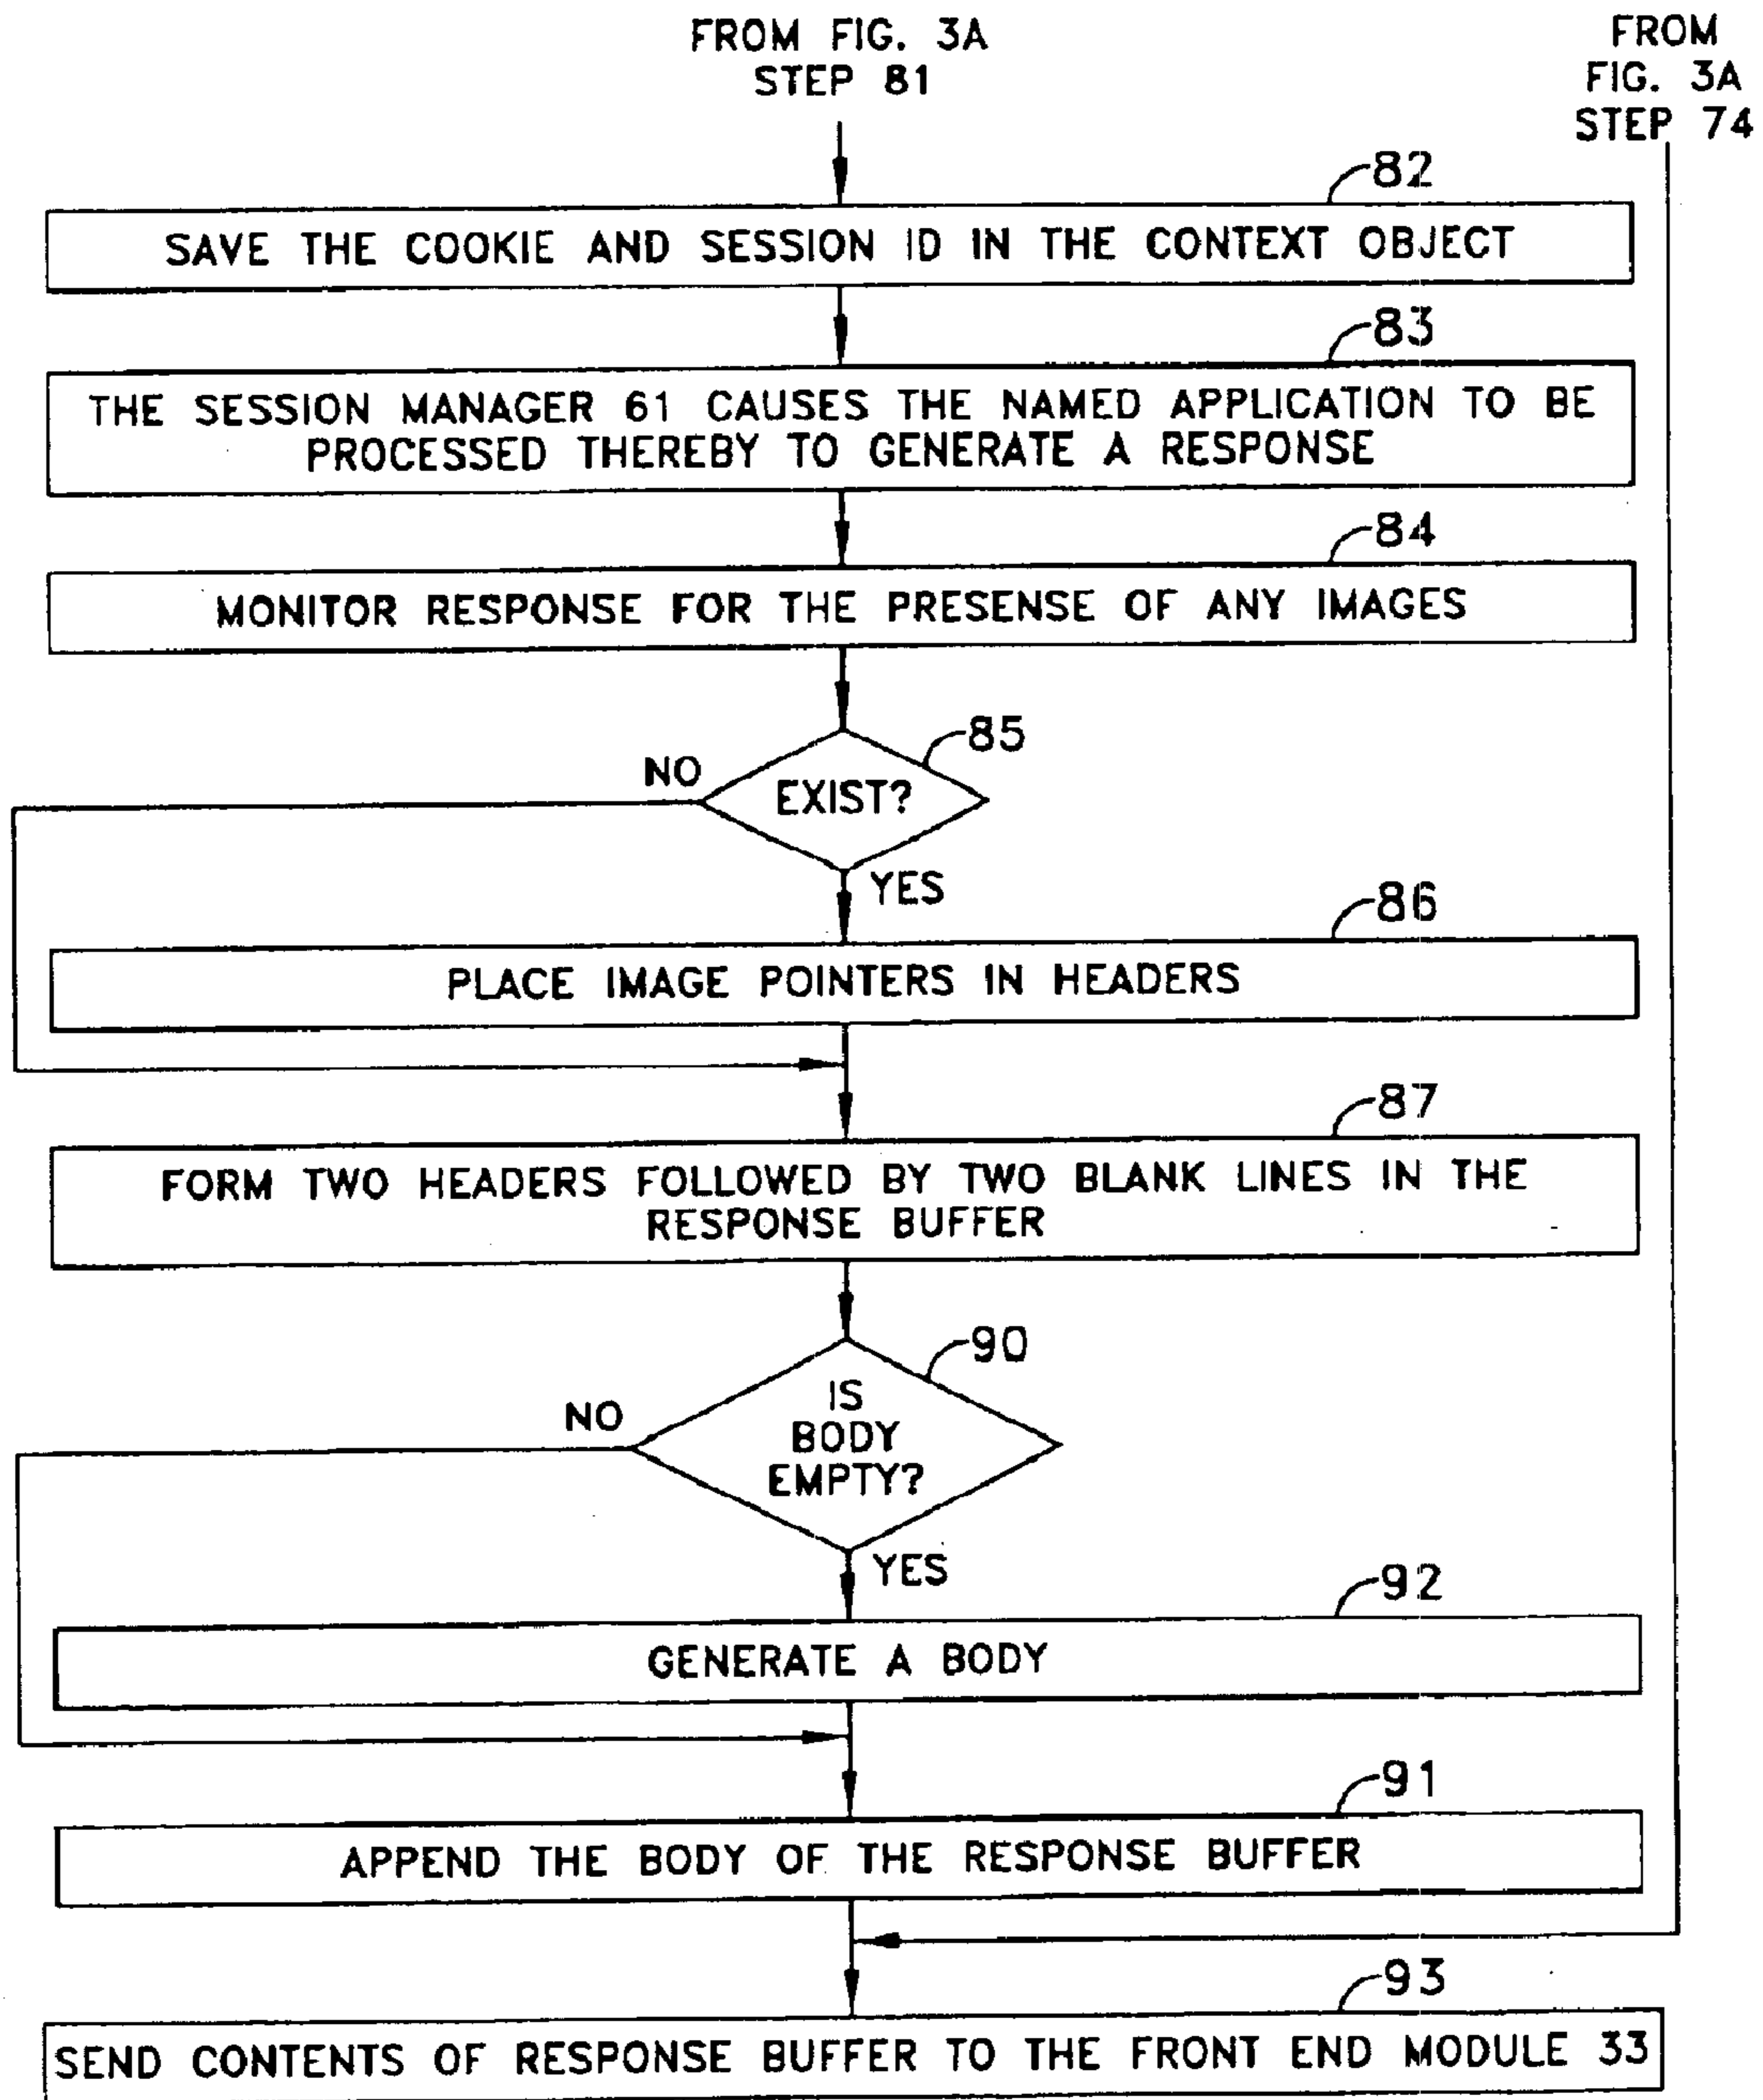 FROM FIG. 3A
STEP 81
FROM
FIG. 3A
STEP 74
82
SAVE THE COOKIE AND SESSION ID IN THE CONTEXT OBJECT
83
THE SESSION MANAGER 61 CAUSES THE NAMED APPLICATION TO BE
PROCESSED THEREBY TO GENERATE A RESPONSE
84
MONITOR RESPONSE FOR THE PRESENSE OF ANY IMAGES
85
NO
EXIST?
YES
86
PLACE IMAGE POINTERS IN HEADERS
87
FORM TWO HEADERS FOLLOWED BY TWO BLANK LINES IN THE
RESPONSE BUFFER
90
NO
IS
BODY
EMPTY?
YES
92
GENERATE A BODY
91
APPEND THE BODY OF THE RESPONSE BUFFER
93
SEND CONTENTS OF RESPONSE BUFFER TO THE FRONT END MODULE 33